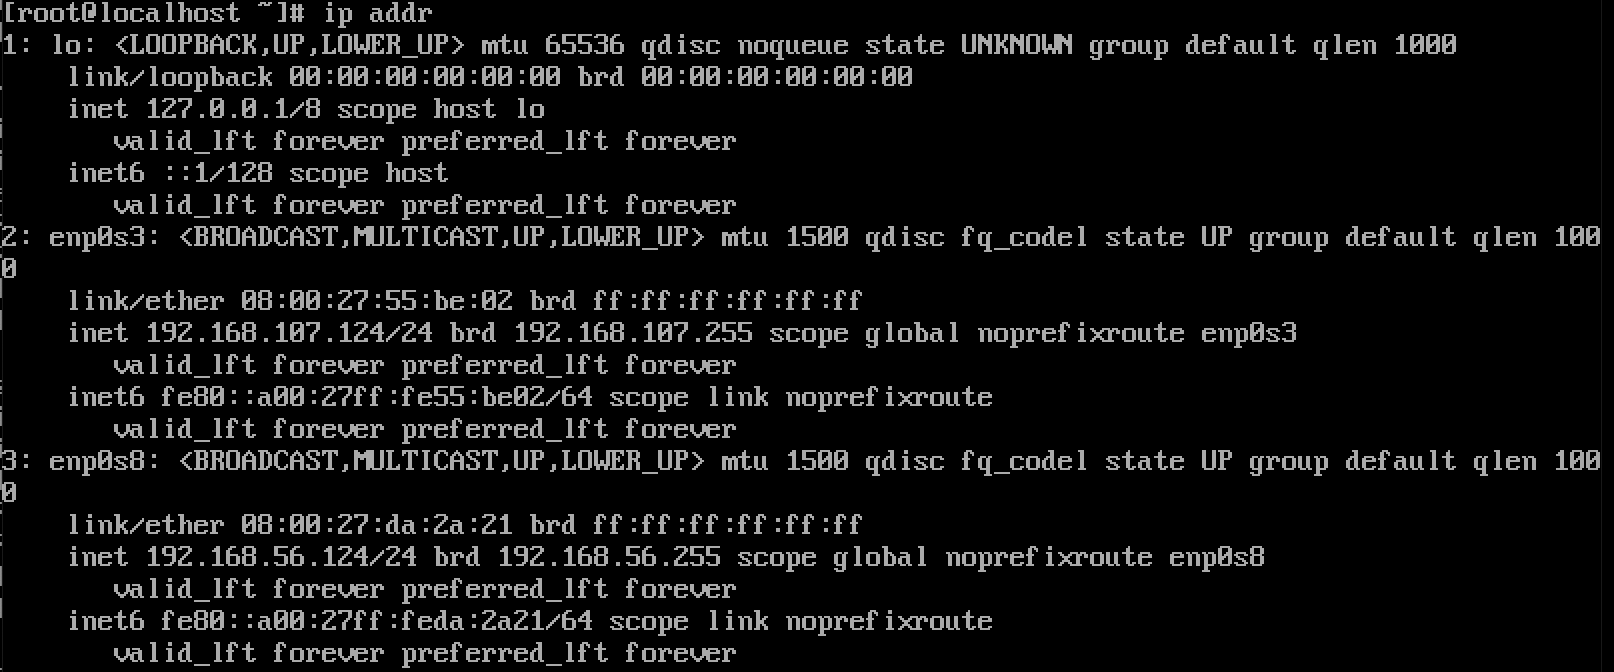 [root@localhost ~]# ip addr
1: lo: <LOOPBACK,UP,LOWER_UP> mtu 65536 qdisc noqueue state UNKNOWN group default qlen 1000
    link/loopback 00:00:00:00:00:00 brd 00:00:00:00:00:00
    inet 127.0.0.1/8 scope host lo
       valid_lft forever preferred_lft forever
    inet6 ::1/128 scope host
       valid_lft forever preferred_lft forever
2: enp0s3: <BROADCAST,MULTICAST,UP,LOWER_UP> mtu 1500 qdisc fq_codel state UP group default qlen 100
0
    link/ether 08:00:27:55:be:02 brd ff:ff:ff:ff:ff:ff
    inet 192.168.107.124/24 brd 192.168.107.255 scope global noprefixroute enp0s3
       valid_lft forever preferred_lft forever
    inet6 fe80::a00:27ff:fe55:be02/64 scope link noprefixroute
       valid_lft forever preferred_lft forever
3: enp0s8: <BROADCAST,MULTICAST,UP,LOWER_UP> mtu 1500 qdisc fq_codel state UP group default qlen 100
0
    link/ether 08:00:27:da:2a:21 brd ff:ff:ff:ff:ff:ff
    inet 192.168.56.124/24 brd 192.168.56.255 scope global noprefixroute enp0s8
       valid_lft forever preferred_lft forever
    inet6 fe80::a00:27ff:feda:2a21/64 scope link noprefixroute
       valid_lft forever preferred_lft forever